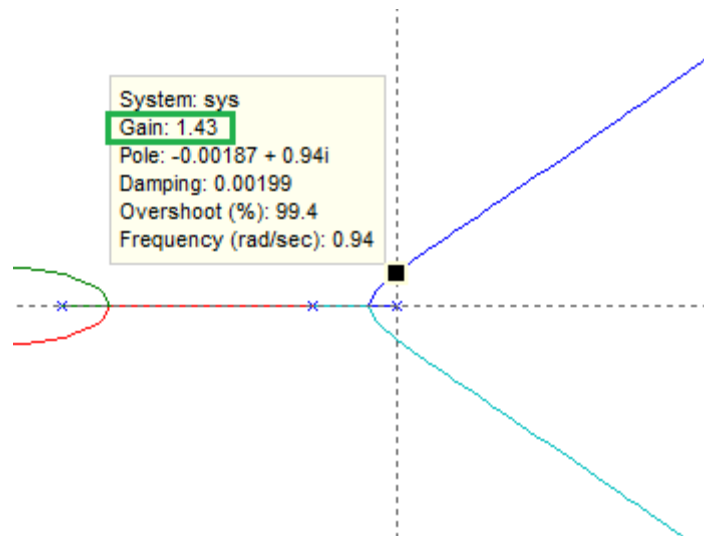 System: sys
Gain: 1.43
Pole: -0.00187 + 0.94i
Damping: 0.00199
Overshoot (%): 99.4
Frequency (rad/sec): 0.94